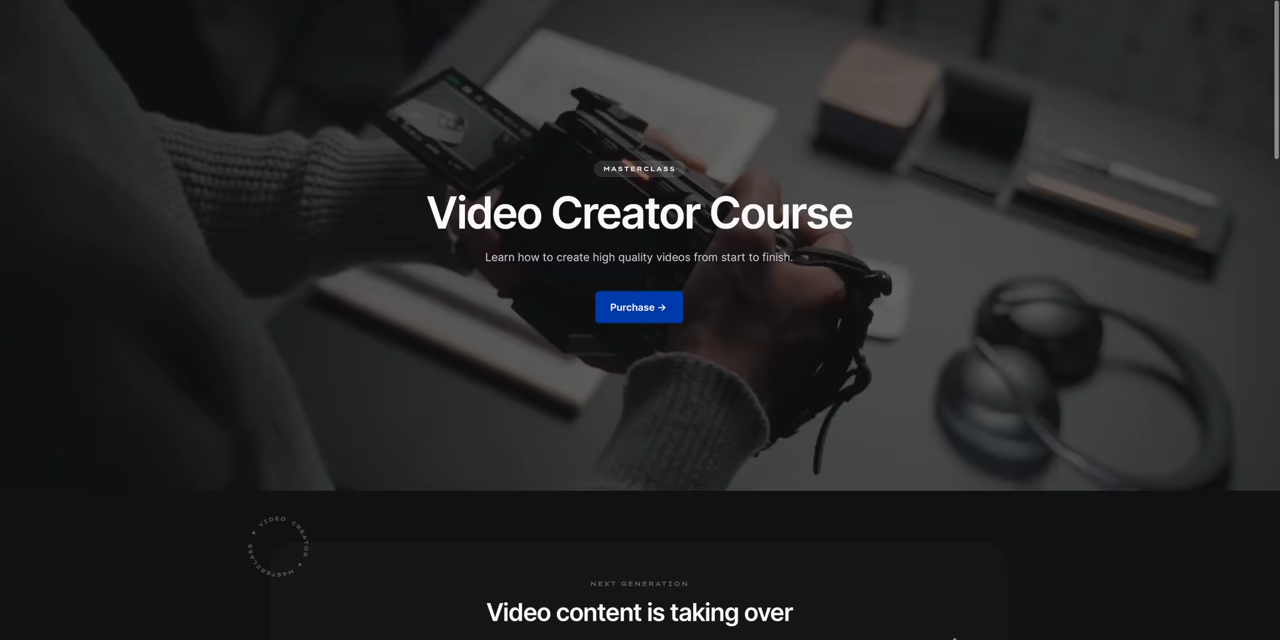 MASTERCLASS
Video Creator Course
Learn how to create high quality videos from start to finish.
Purchase →
• VIDEO CREATOR • MASTERCLASS
NEXT GENERATION
Video content is taking over